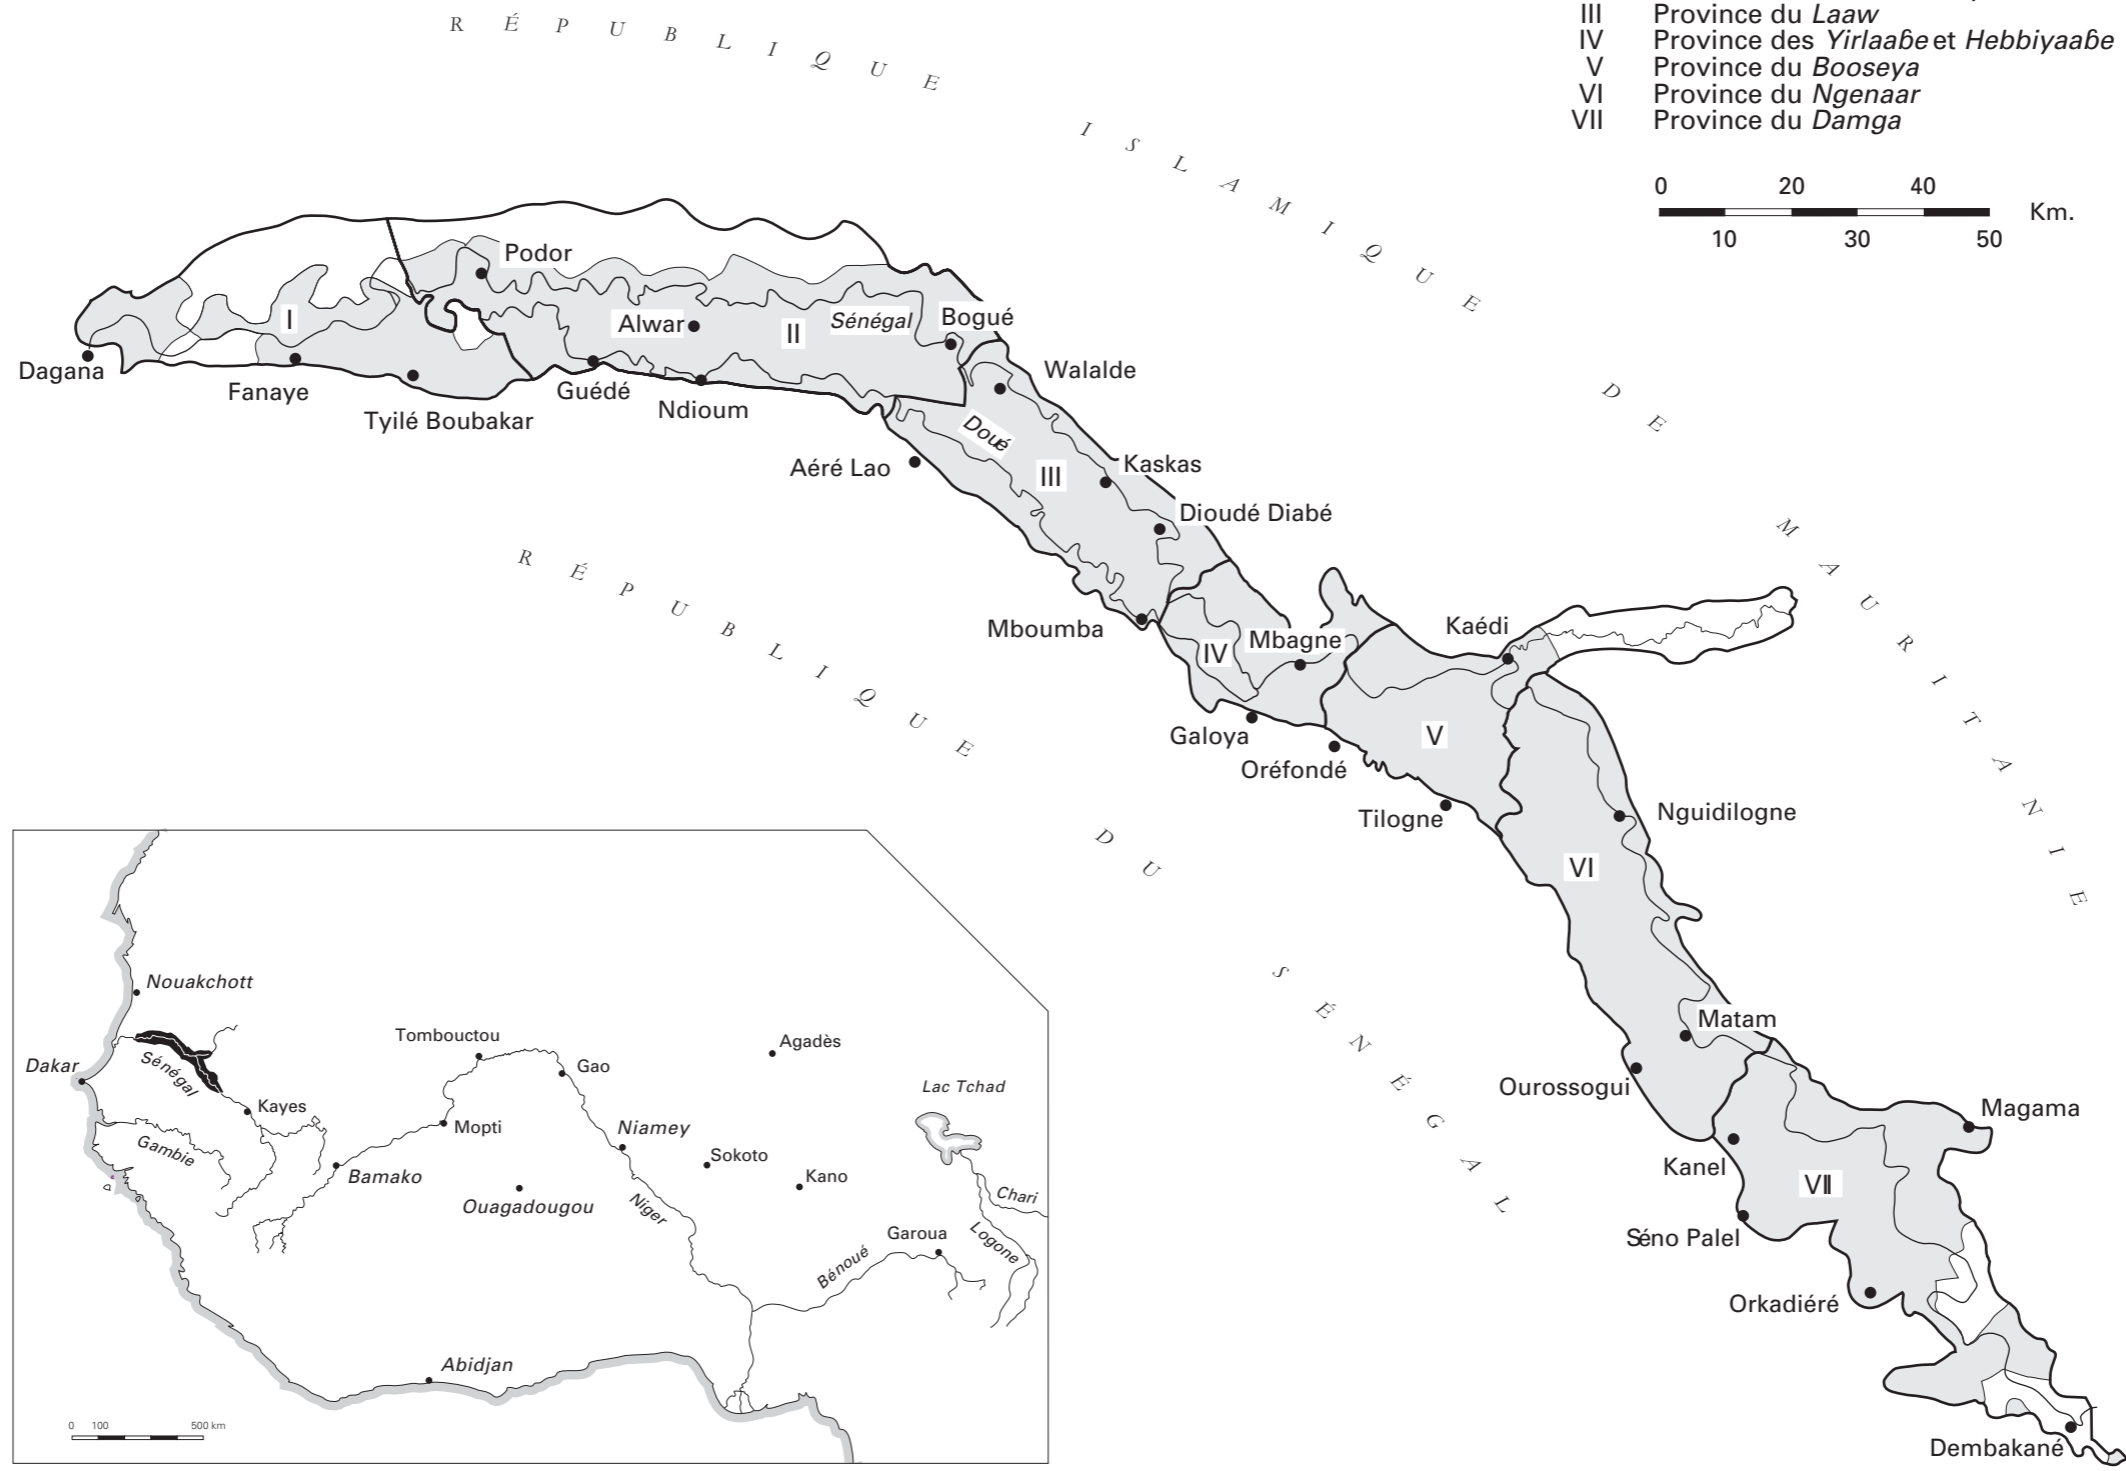 III Province du Laaw
IV Province des Yirlaaɓe et Hebbiyaaɓe
V Province du Booseya
VI Province du Ngenaar
VII Province du Damga
0 20 40
Km.
10 30 50
RÉPUBLIQUE ISLAMIQUE DE MAURITANIE
Podor
I
Alwar
II
Sénégal
Bogué
Dagana
Fanaye
Tyilé Boubakar
Guédé
Ndioum
Walalde
Doué
Aéré Lao
III
Kaskas
Dioudé Diabé
RÉPUBLIQUE DU SÉNÉGAL
Mboumba
IV
Mbagne
Kaédi
Galoya
Oréfondé
V
Tilogne
Nguidilogne
VI
Matam
Ourossogui
Magama
Kanel
VII
Séno Palel
Orkadiéré
Dembakané
Nouakchott
Dakar
Sénégal
Kayes
Gambie
Tombouctou
Gao
Agadès
Mopti
Niamey
Lac Tchad
Bamako
Sokoto
Kano
Ouagadougou
Niger
Chari
Garoua
Logone
Bénoué
Abidjan
0 100 500 km